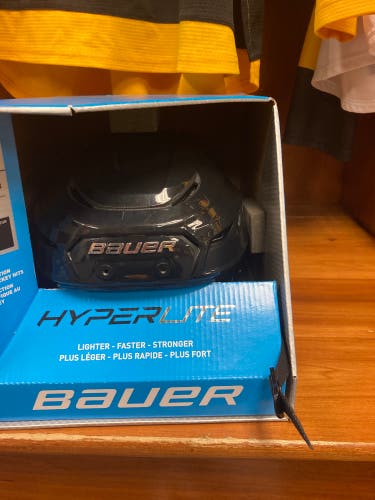 BAUER
HYPERLITE
LIGHTER - FASTER - STRONGER
PLUS LÉGER - PLUS RAPIDE - PLUS FORT
BAUER